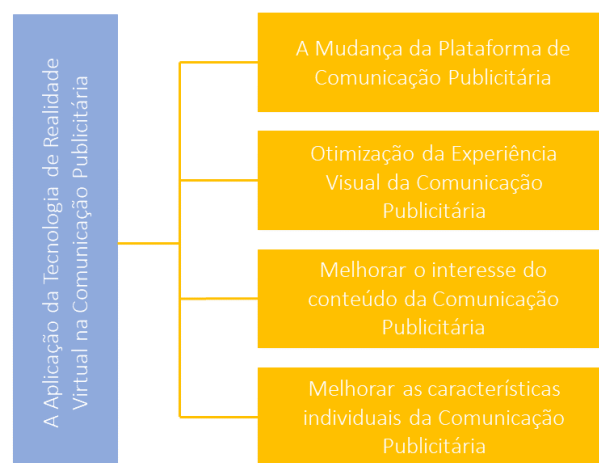 A Aplicação da Tecnologia de Realidade
Virtual na Comunicação Publicitária
A Mudança da Plataforma de
Comunicação Publicitária
Otimização da Experiência
Visual da Comunicação
Publicitária
Melhorar o interesse do
conteúdo da Comunicação
Publicitária
Melhorar as características
individuais da Comunicação
Publicitária